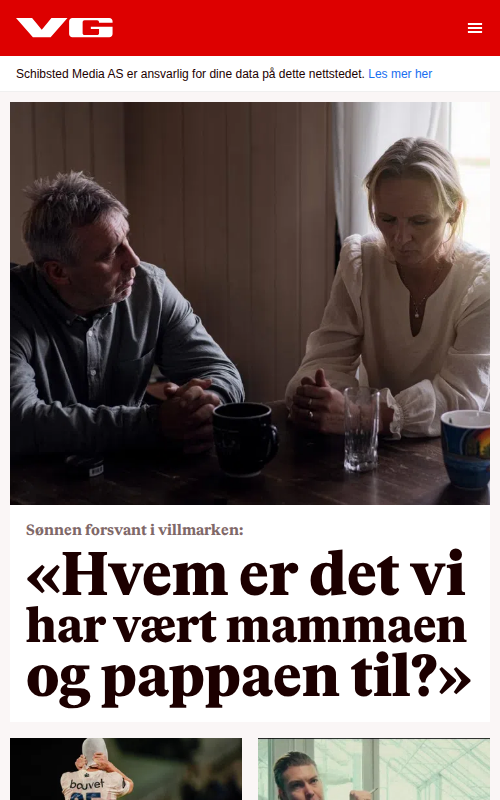 VG
Schibsted Media AS er ansvarlig for dine data på dette nettstedet. Les mer her
Sønnen forsvant i villmarken:
«Hvem er det vi
har vært mammaen
og pappaen til?»
bouvet